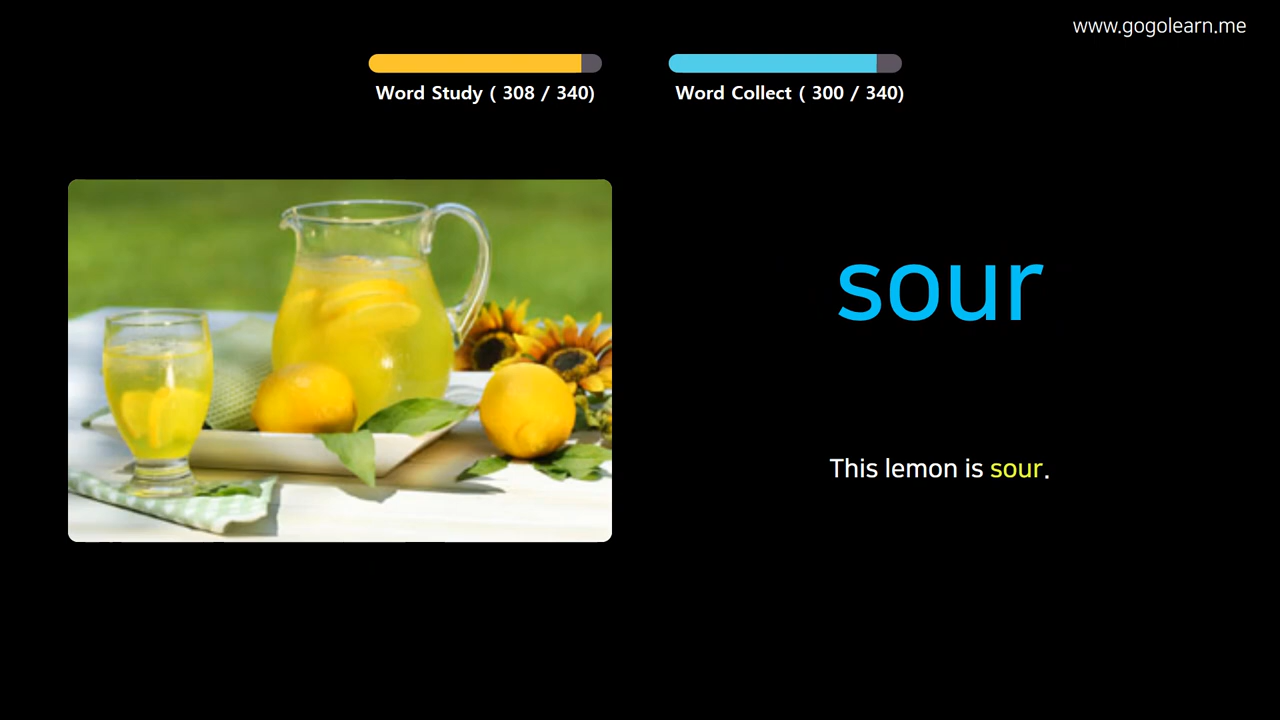 www.gogolearn.me
Word Study ( 308 / 340)
Word Collect ( 300 / 340)
sour
This lemon is sour.